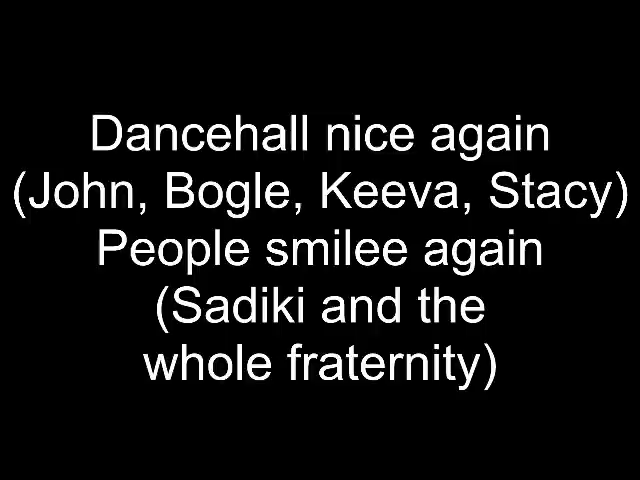 Dancehall nice again
(John, Bogle, Keeva, Stacy)
People smilee again
(Sadiki and the
whole fraternity)